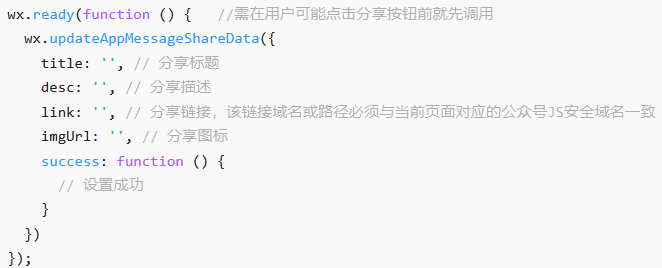 wx.ready(function () {   //需在用户可能点击分享按钮前就先调用
  wx.updateAppMessageShareData({
    title: '', // 分享标题
    desc: '', // 分享描述
    link: '', // 分享链接，该链接域名或路径必须与当前页面对应的公众号JS安全域名一致
    imgUrl: '', // 分享图标
    success: function () {
      // 设置成功
    }
  })
});